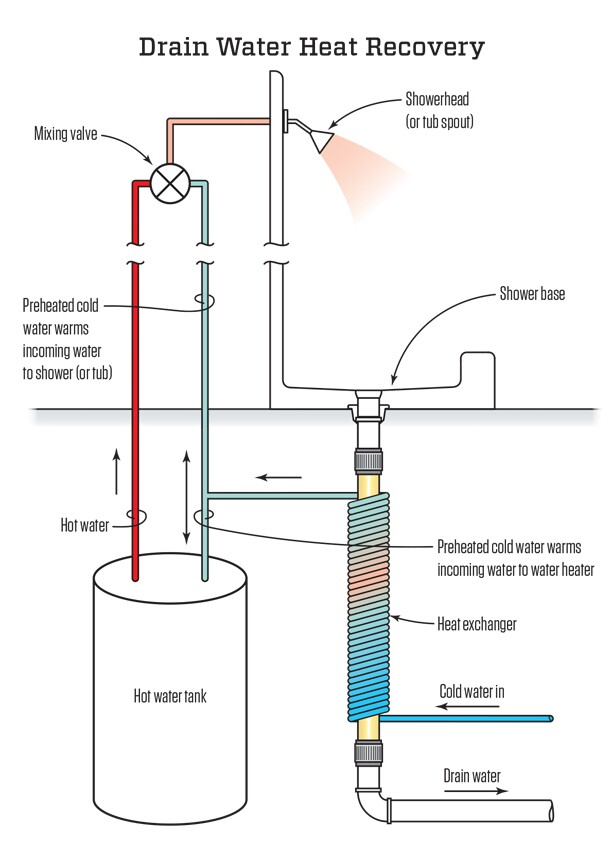 Drain Water Heat Recovery
Showerhead
(or tub spout)
Mixing valve
Shower base
Preheated cold
water warms
incoming water
to shower (or tub)
Hot water
Preheated cold water warms
incoming water to water heater
Heat exchanger
Hot water tank
Cold water in
Drain water